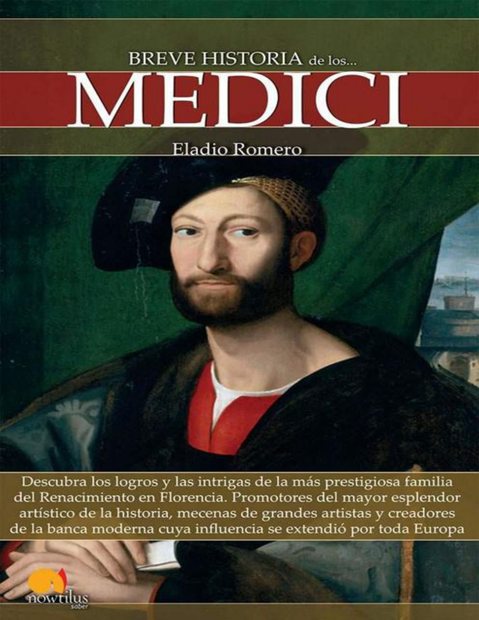 BREVE HISTORIA de los...
MEDICI
Eladio Romero
Descubra los logros y las intrigas de la más prestigiosa familia
del Renacimiento en Florencia. Promotores del mayor esplendor
artístico de la historia, mecenas de grandes artistas y creadores
de la banca moderna cuya influencia se extendió por toda Europa
nowtilus
saber